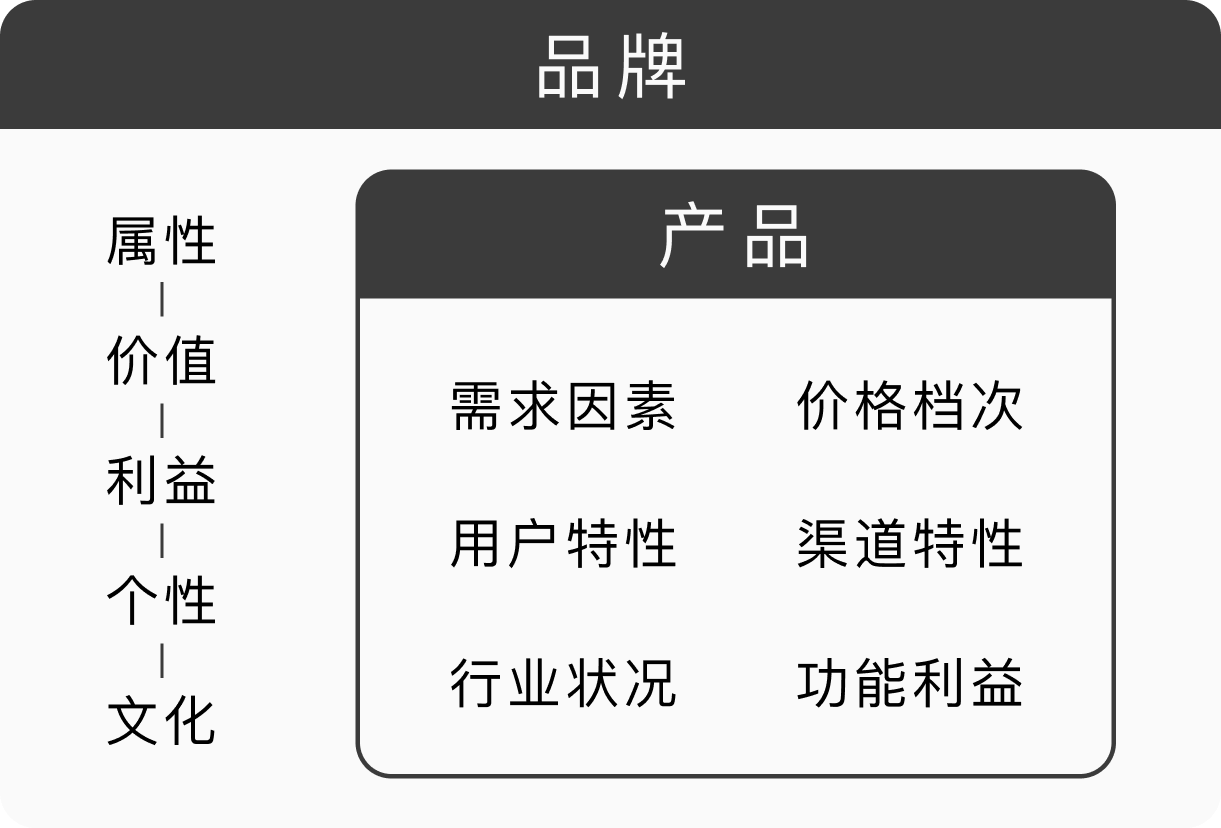 品牌
属性
价值
利益
个性
文化
产品
需求因素 价格档次
用户特性 渠道特性
行业状况 功能利益